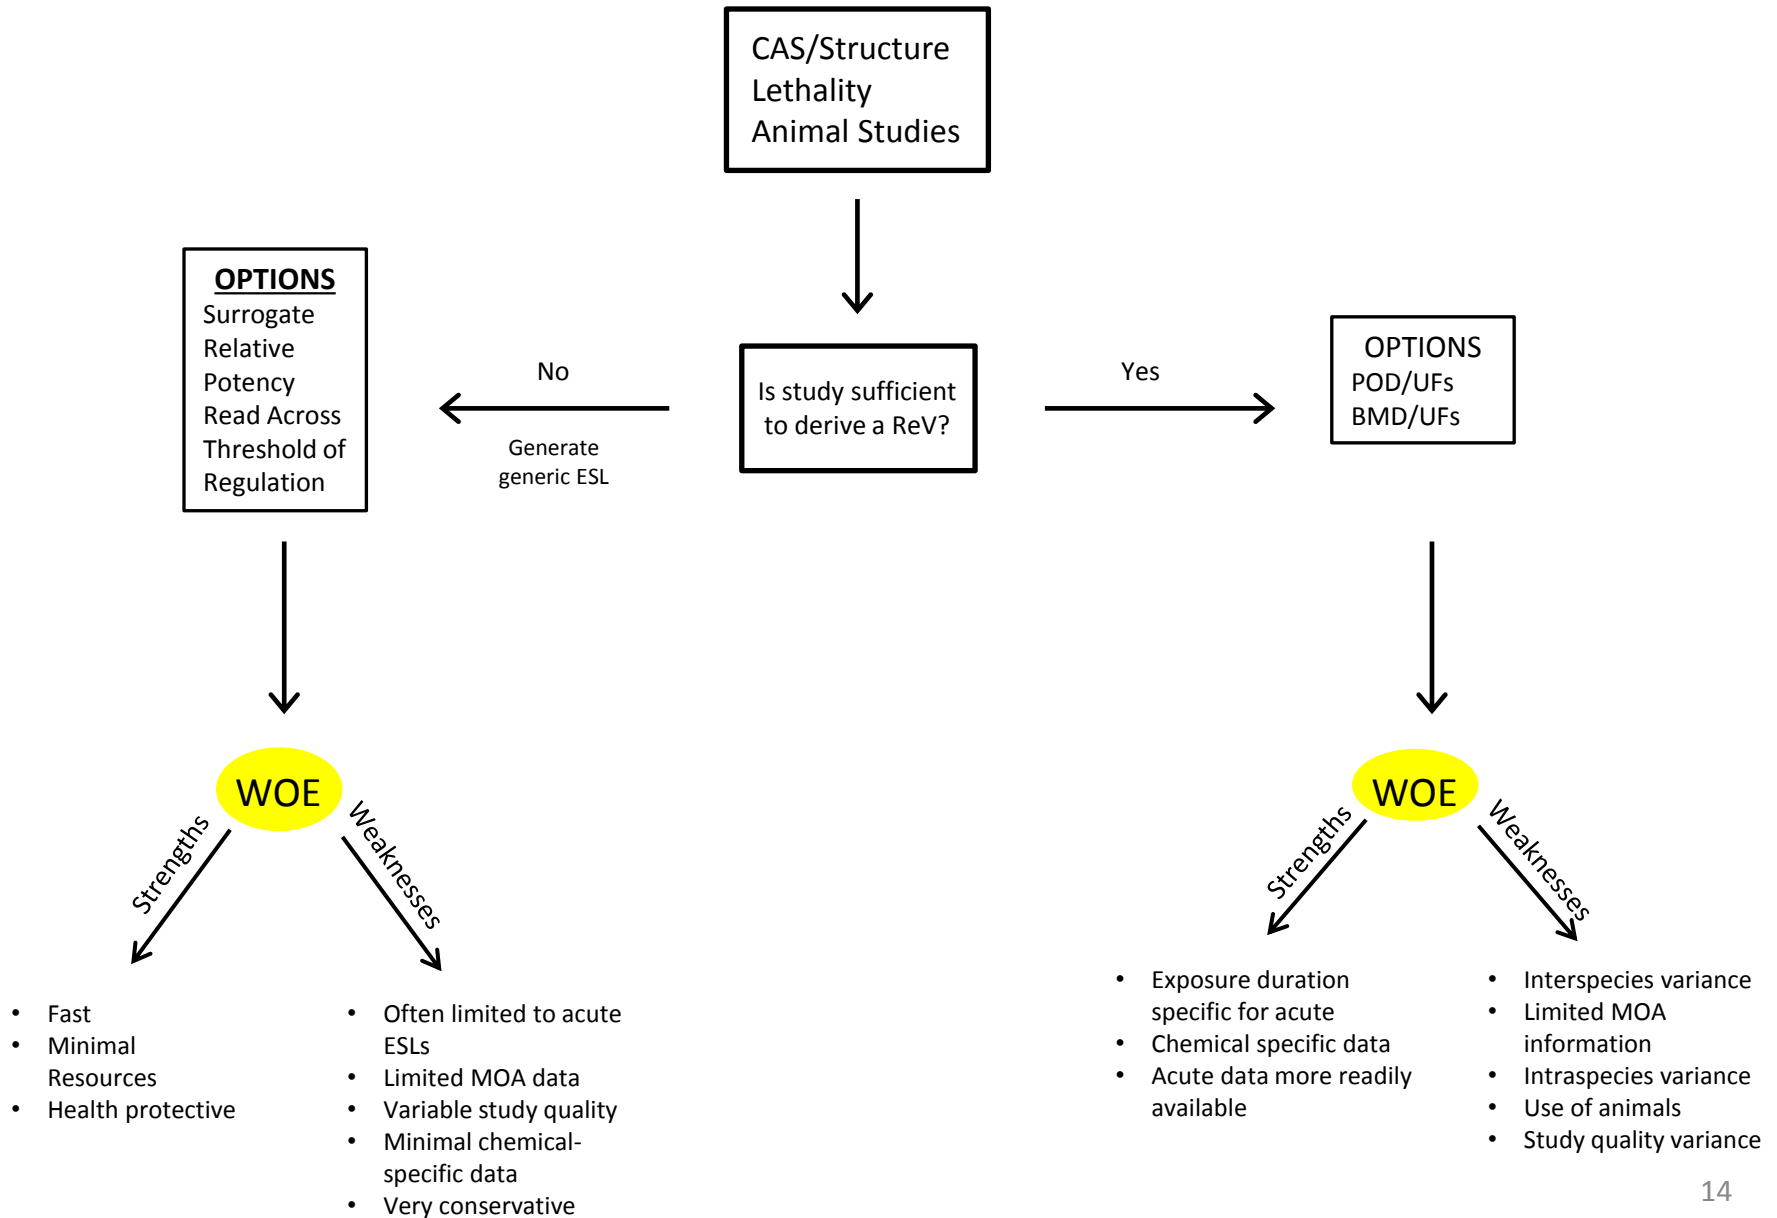 CAS/Structure
Lethality
Animal Studies
OPTIONS
Surrogate
Relative
Potency
Read Across
Threshold of
Regulation
No
Generate
generic ESL
Is study sufficient
to derive a ReV?
Yes
OPTIONS
POD/UFs
BMD/UFs
WOE
Strengths
Weaknesses
• Fast
• Minimal
Resources
• Health protective
• Often limited to acute
ESLs
• Limited MOA data
• Variable study quality
• Minimal chemical-
specific data
• Very conservative
WOE
Strengths
Weaknesses
• Exposure duration
specific for acute
• Chemical specific data
• Acute data more readily
available
• Interspecies variance
• Limited MOA
information
• Intraspecies variance
• Use of animals
• Study quality variance
14